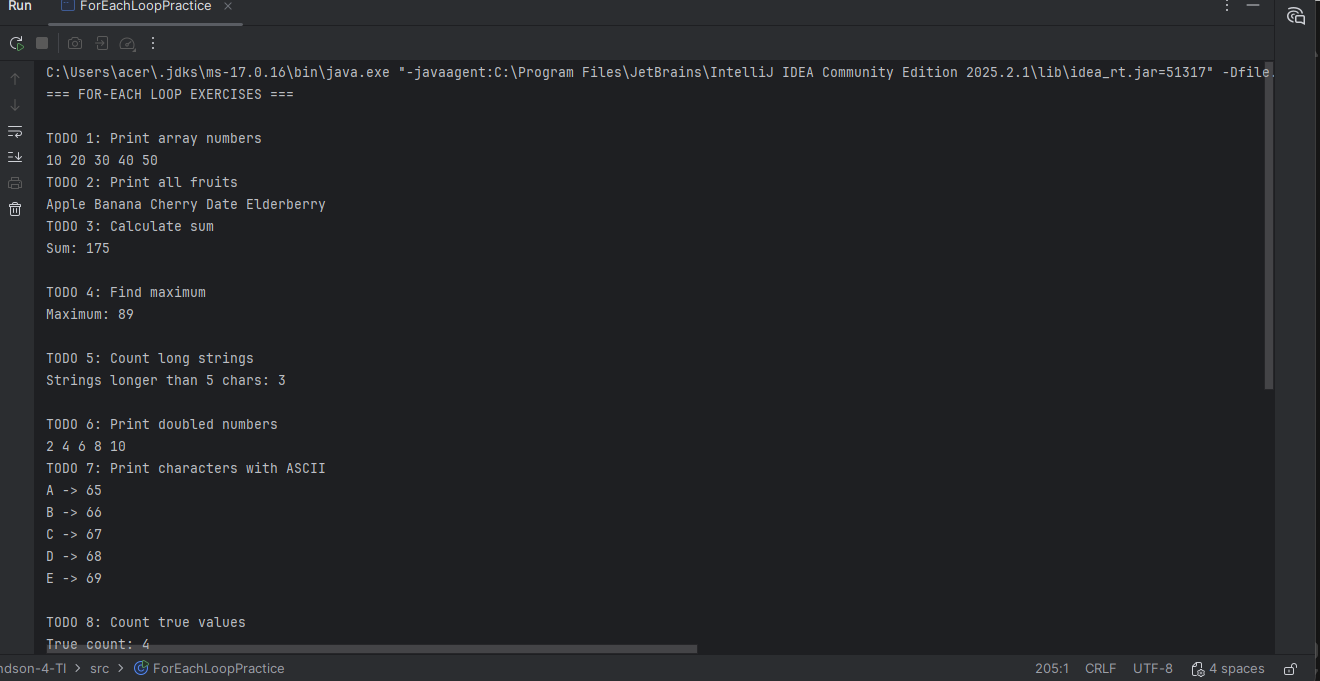 Run ForEachLoopPractice
C:\Users\acer\.jdks\ms-17.0.16\bin\java.exe "-javaagent:C:\Program Files\JetBrains\IntelliJ IDEA Community Edition 2025.2.1\lib\idea_rt.jar=51317" -Dfile.
=== FOR-EACH LOOP EXERCISES ===
TODO 1: Print array numbers
10 20 30 40 50
TODO 2: Print all fruits
Apple Banana Cherry Date Elderberry
TODO 3: Calculate sum
Sum: 175
TODO 4: Find maximum
Maximum: 89
TODO 5: Count long strings
Strings longer than 5 chars: 3
TODO 6: Print doubled numbers
2 4 6 8 10
TODO 7: Print characters with ASCII
A -> 65
B -> 66
C -> 67
D -> 68
E -> 69
TODO 8: Count true values
True count: 4
ndson-4-TI > src > ForEachLoopPractice 205:1 CRLF UTF-8 4 spaces